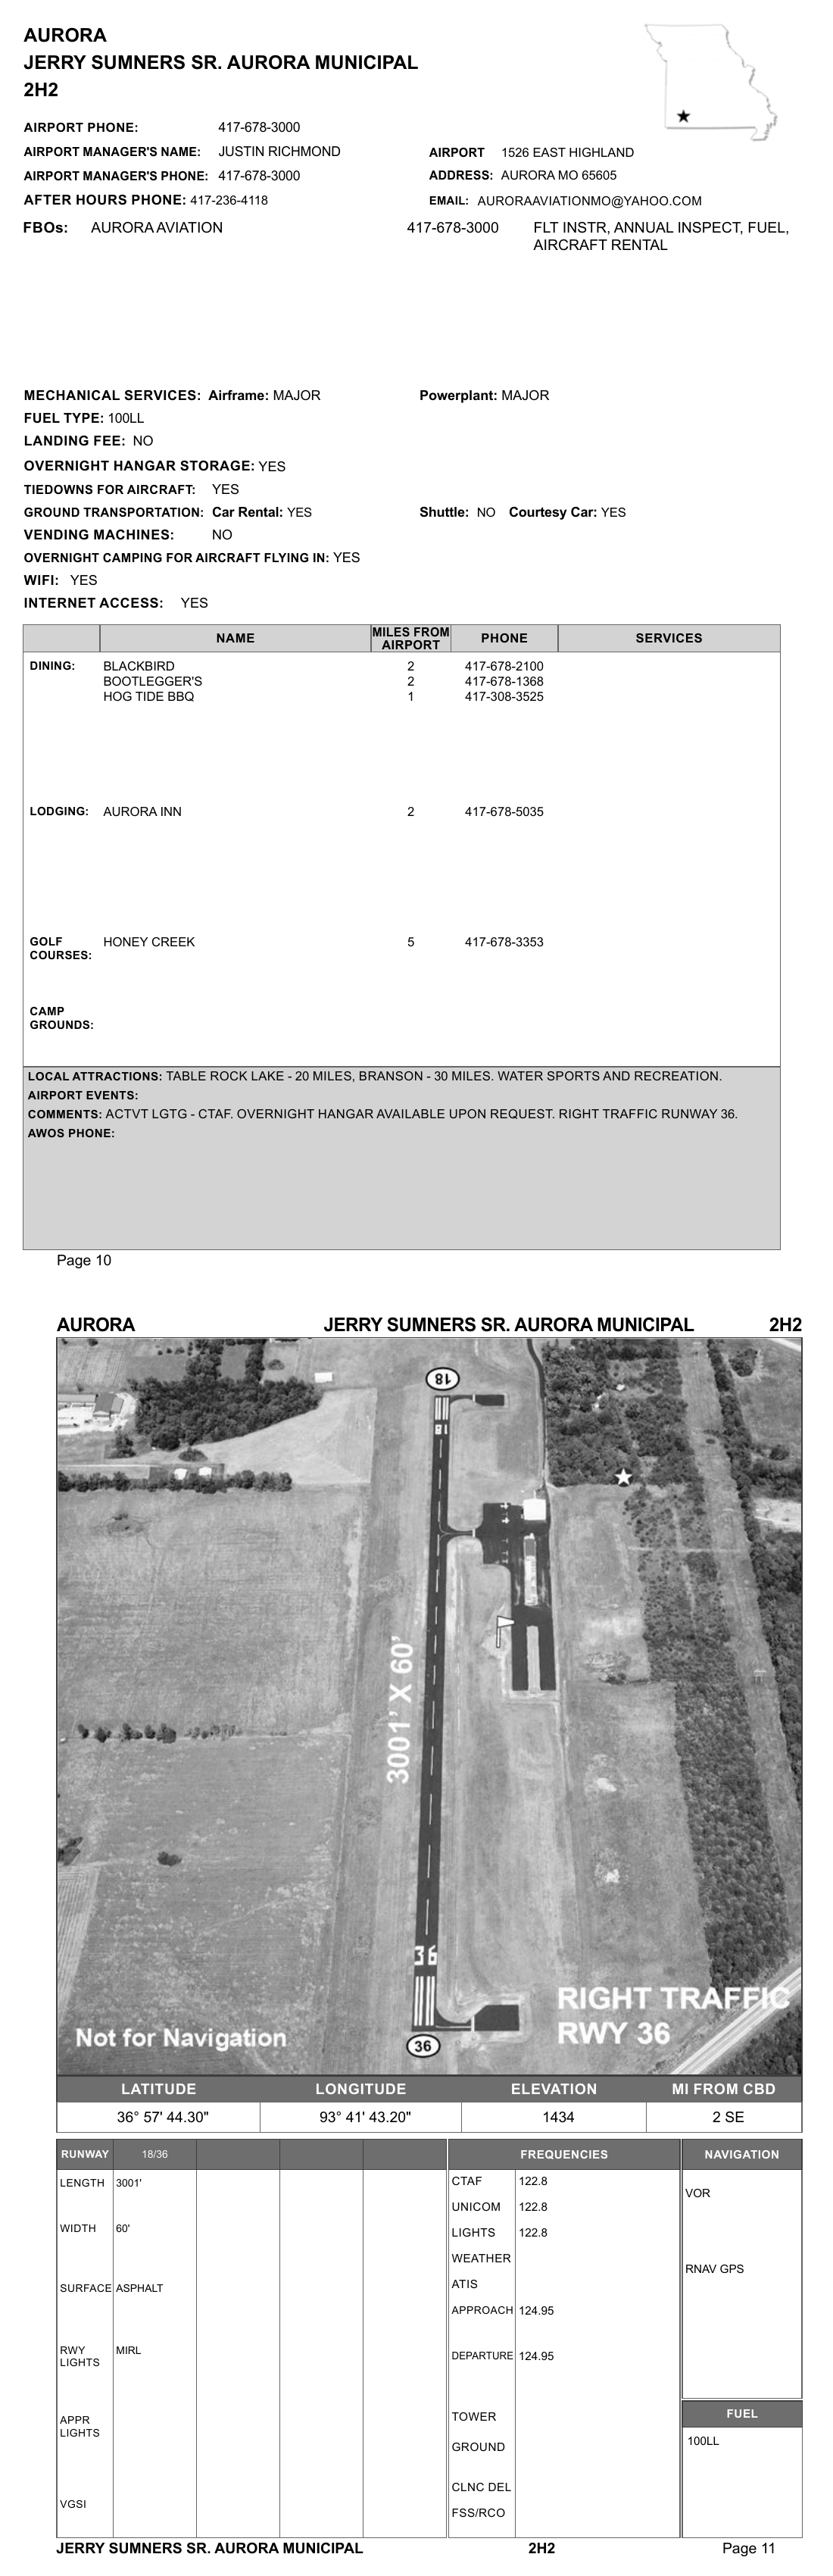 AURORA
JERRY SUMNERS SR. AURORA MUNICIPAL
2H2
AIRPORT PHONE: 417-678-3000
AIRPORT MANAGER'S NAME: JUSTIN RICHMOND
AIRPORT 1526 EAST HIGHLAND
AIRPORT MANAGER'S PHONE: 417-678-3000
ADDRESS: AURORA MO 65605
AFTER HOURS PHONE: 417-236-4118
EMAIL: AURORAAVIATIONMO@YAHOO.COM
FBOs: AURORA AVIATION 417-678-3000 FLT INSTR, ANNUAL INSPECT, FUEL,
AIRCRAFT RENTAL
MECHANICAL SERVICES: Airframe: MAJOR Powerplant: MAJOR
FUEL TYPE: 100LL
LANDING FEE: NO
OVERNIGHT HANGAR STORAGE: YES
TIEDOWNS FOR AIRCRAFT: YES
GROUND TRANSPORTATION: Car Rental: YES Shuttle: NO Courtesy Car: YES
VENDING MACHINES: NO
OVERNIGHT CAMPING FOR AIRCRAFT FLYING IN: YES
WIFI: YES
INTERNET ACCESS: YES
NAME MILES FROM AIRPORT PHONE SERVICES
DINING: BLACKBIRD 2 417-678-2100
BOOTLEGGER'S 2 417-678-1368
HOG TIDE BBQ 1 417-308-3525
LODGING: AURORA INN 2 417-678-5035
GOLF COURSES: HONEY CREEK 5 417-678-3353
CAMP
GROUNDS:
LOCAL ATTRACTIONS: TABLE ROCK LAKE - 20 MILES, BRANSON - 30 MILES. WATER SPORTS AND RECREATION.
AIRPORT EVENTS:
COMMENTS: ACTVT LGTG - CTAF. OVERNIGHT HANGAR AVAILABLE UPON REQUEST. RIGHT TRAFFIC RUNWAY 36.
AWOS PHONE:
Page 10
AURORA JERRY SUMNERS SR. AURORA MUNICIPAL 2H2
18
18
3001' X 60'
36
RIGHT TRAFFIC
RWY 36
Not for Navigation
36
LATITUDE LONGITUDE ELEVATION MI FROM CBD
36° 57' 44.30" 93° 41' 43.20" 1434 2 SE
RUNWAY 18/36 FREQUENCIES NAVIGATION
LENGTH 3001'
WIDTH 60'
SURFACE ASPHALT
RWY
LIGHTS MIRL
APPR
LIGHTS
VGSI
CTAF 122.8
UNICOM 122.8
LIGHTS 122.8
WEATHER
ATIS
APPROACH 124.95
DEPARTURE 124.95
TOWER
GROUND
CLNC DEL
FSS/RCO
VOR
RNAV GPS
FUEL
100LL
JERRY SUMNERS SR. AURORA MUNICIPAL 2H2 Page 11